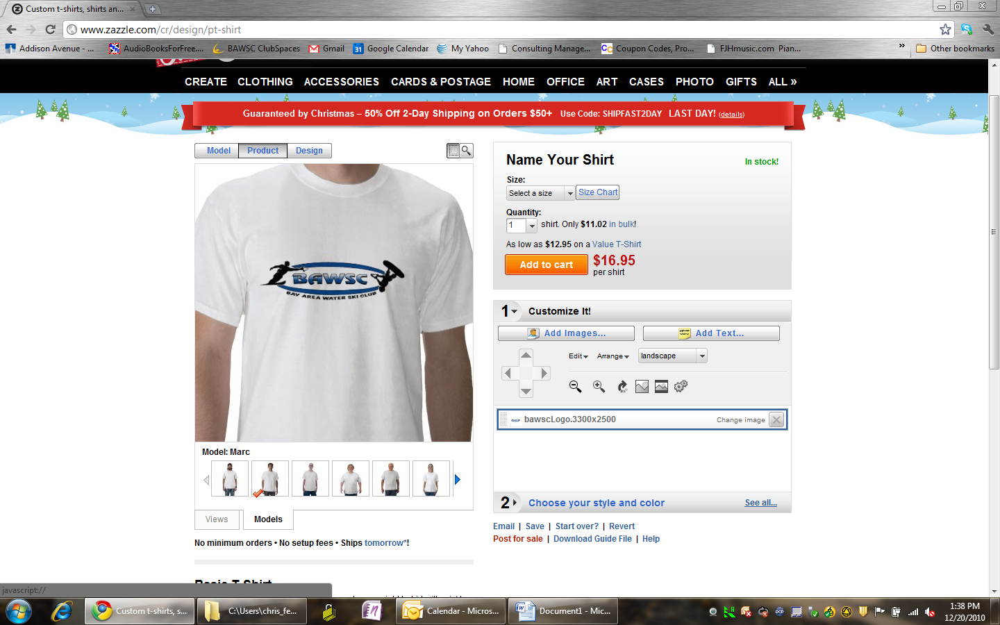 Custom t-shirts, shirts an...
www.zazzle.com/cr/design/pt-shirt
Addison Avenue - ... AudioBooksForFree.... BAWSC ClubSpaces Gmail 31 Google Calendar My Yahoo Consulting Manage... Coupon Codes, Pro... FJHmusic.com Pian... » Other bookmarks
CREATE CLOTHING ACCESSORIES CARDS & POSTAGE HOME OFFICE ART CASES PHOTO GIFTS ALL »
Guaranteed by Christmas – 50% Off 2-Day Shipping on Orders $50+ Use Code: SHIPFAST2DAY LAST DAY! (details)
Model Product Design
BAWSC
BAY AREA WATER SKI CLUB
Model: Marc
Views Models
No minimum orders • No setup fees • Ships tomorrow*!
Basic T-Shirt
Name Your Shirt
In stock!
Size:
Select a size Size Chart
Quantity:
1 shirt. Only $11.02 in bulk!
As low as $12.95 on a Value T-Shirt
Add to cart $16.95
per shirt
1 Customize It!
Add Images... Add Text...
Edit Arrange landscape
bawscLogo.3300x2500 Change image
2 Choose your style and color See all...
Email | Save | Start over? | Revert
Post for sale | Download Guide File | Help
javascript://
Custom t-shirts, s... C:\Users\chris_fe... Calendar - Micros... Document1 - Mic...
1:38 PM
12/20/2010